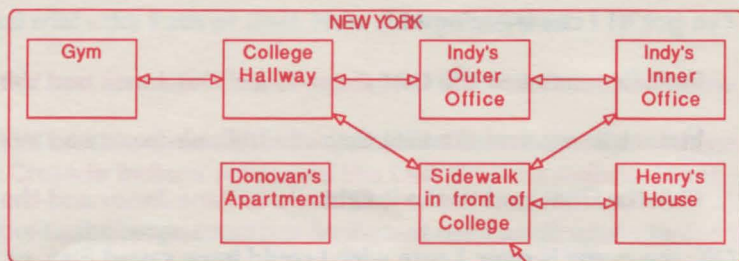 NEW YORK
Gym
College
Hallway
Indy's
Outer
Office
Indy's
Inner
Office
Donovan's
Apartment
Sidewalk
in front of
College
Henry's
House